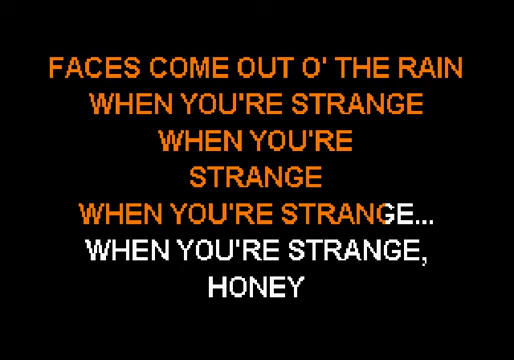 FACES COME OUT O' THE RAIN
WHEN YOU'RE STRANGE
WHEN YOU'RE
STRANGE
WHEN YOU'RE STRANGE...
WHEN YOU'RE STRANGE,
HONEY